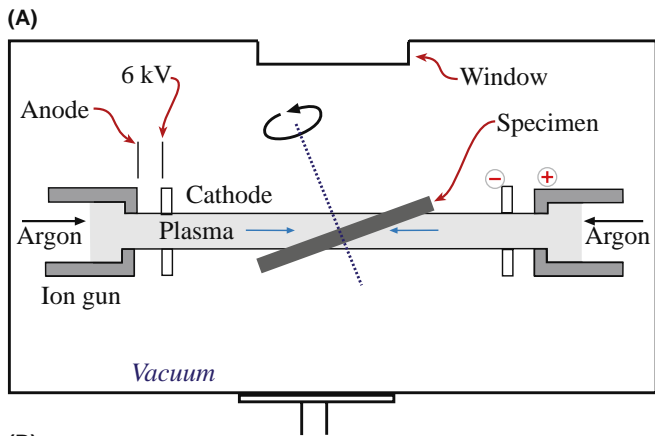 (A)
6 kV
Window
Anode
Specimen
− +
Cathode
Argon Plasma Argon
Ion gun
Vacuum